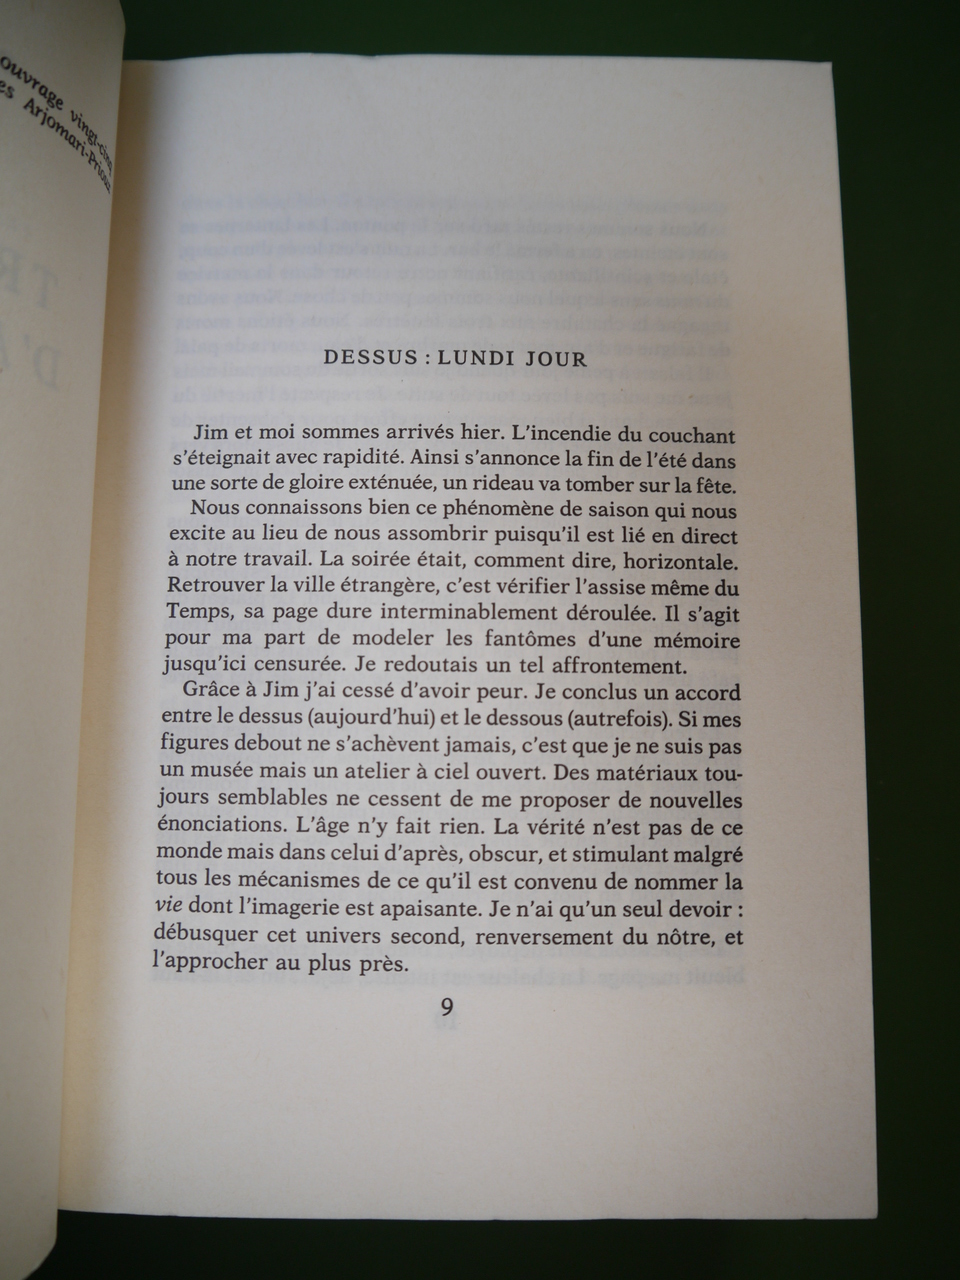 ouvrage vingt-cinq
es Arjomari-Prioux
DESSUS : LUNDI JOUR
Jim et moi sommes arrivés hier. L'incendie du couchant
s'éteignait avec rapidité. Ainsi s'annonce la fin de l'été dans
une sorte de gloire exténuée, un rideau va tomber sur la fête.
Nous connaissons bien ce phénomène de saison qui nous
excite au lieu de nous assombrir puisqu'il est lié en direct
à notre travail. La soirée était, comment dire, horizontale.
Retrouver la ville étrangère, c'est vérifier l'assise même du
Temps, sa page dure interminablement déroulée. Il s'agit
pour ma part de modeler les fantômes d'une mémoire
jusqu'ici censurée. Je redoutais un tel affrontement.
Grâce à Jim j'ai cessé d'avoir peur. Je conclus un accord
entre le dessus (aujourd'hui) et le dessous (autrefois). Si mes
figures debout ne s'achèvent jamais, c'est que je ne suis pas
un musée mais un atelier à ciel ouvert. Des matériaux tou-
jours semblables ne cessent de me proposer de nouvelles
énonciations. L'âge n'y fait rien. La vérité n'est pas de ce
monde mais dans celui d'après, obscur, et stimulant malgré
tous les mécanismes de ce qu'il est convenu de nommer la
vie dont l'imagerie est apaisante. Je n'ai qu'un seul devoir :
débusquer cet univers second, renversement du nôtre, et
l'approcher au plus près.
9